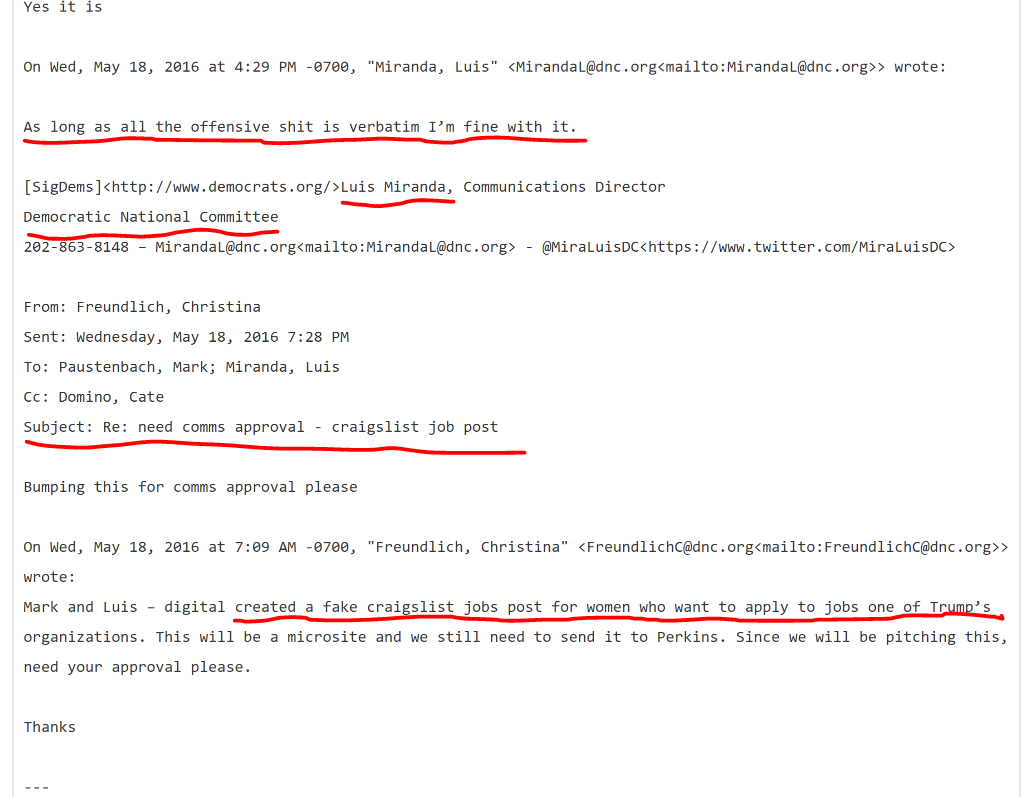 Yes it is
On Wed, May 18, 2016 at 4:29 PM -0700, "Miranda, Luis" <MirandaL@dnc.org<mailto:MirandaL@dnc.org>> wrote:
As long as all the offensive shit is verbatim I’m fine with it.
[SigDems]<http://www.democrats.org/>Luis Miranda, Communications Director
Democratic National Committee
202-863-8148 – MirandaL@dnc.org<mailto:MirandaL@dnc.org> - @MiraLuisDC<https://www.twitter.com/MiraLuisDC>
From: Freundlich, Christina
Sent: Wednesday, May 18, 2016 7:28 PM
To: Paustenbach, Mark; Miranda, Luis
Cc: Domino, Cate
Subject: Re: need comms approval - craigslist job post
Bumping this for comms approval please
On Wed, May 18, 2016 at 7:09 AM -0700, "Freundlich, Christina" <FreundlichC@dnc.org<mailto:FreundlichC@dnc.org>>
wrote:
Mark and Luis – digital created a fake craigslist jobs post for women who want to apply to jobs one of Trump’s
organizations. This will be a microsite and we still need to send it to Perkins. Since we will be pitching this,
need your approval please.
Thanks
---